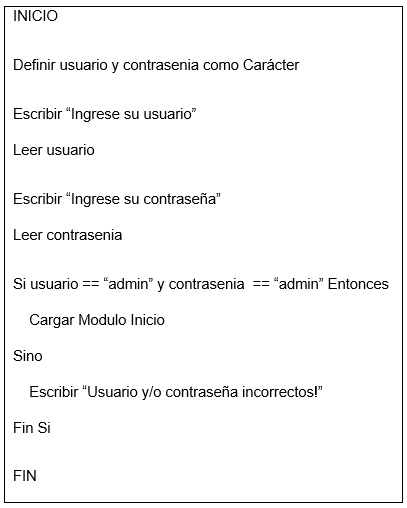 INICIO
Definir usuario y contrasenia como Carácter
Escribir “Ingrese su usuario”
Leer usuario
Escribir “Ingrese su contraseña”
Leer contrasenia
Si usuario == “admin” y contrasenia  == “admin” Entonces
Cargar Modulo Inicio
Sino
Escribir “Usuario y/o contraseña incorrectos!”
Fin Si
FIN